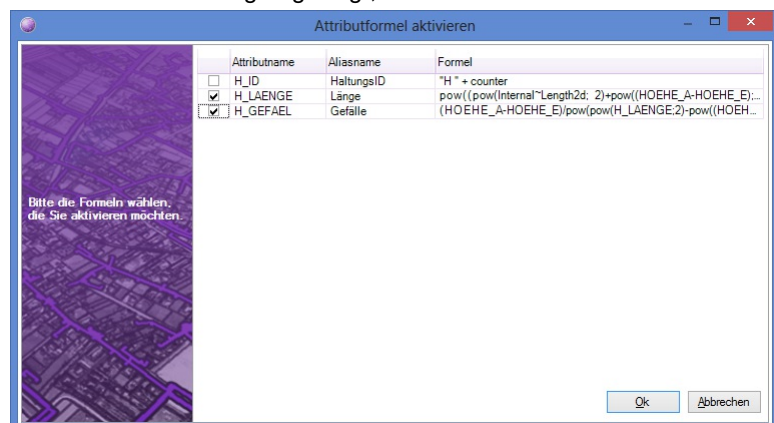 Attributformel aktivieren
Attributname Aliasname Formel
H_ID HaltungsID "H " + counter
H_LAENGE Länge pow((pow(Internal~Length2d; 2)+pow((HOEHE_A-HOEHE_E);...
H_GEFAEL Gefälle (HOEHE_A-HOEHE_E)/pow(pow(H_LAENGE;2)-pow((HOEH...
Bitte die Formeln wählen,
die Sie aktivieren möchten.
Ok Abbrechen